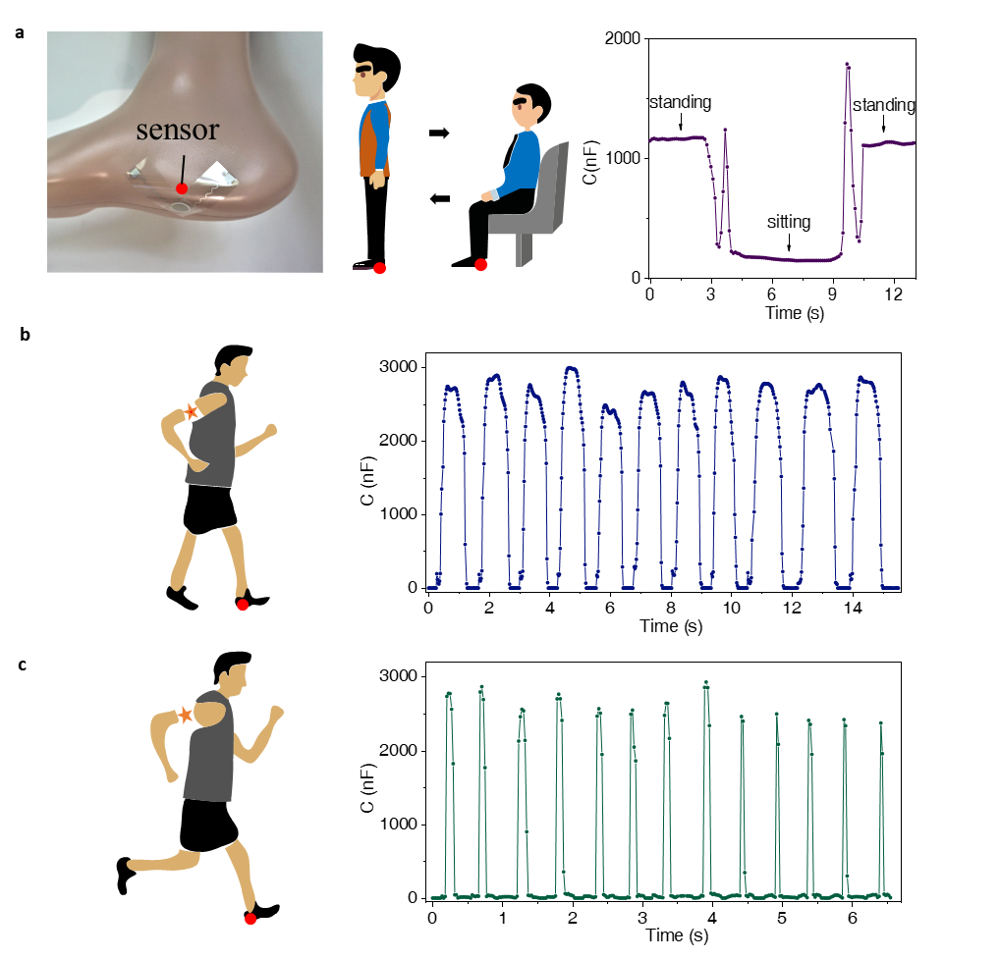 a
sensor
2000
1000
0
C(nF)
standing
sitting
standing
0 3 6 9 12
Time (s)
b
3000
2000
1000
0
C (nF)
0 2 4 6 8 10 12 14
Time (s)
c
3000
2000
1000
0
C (nF)
0 1 2 3 4 5 6
Time (s)